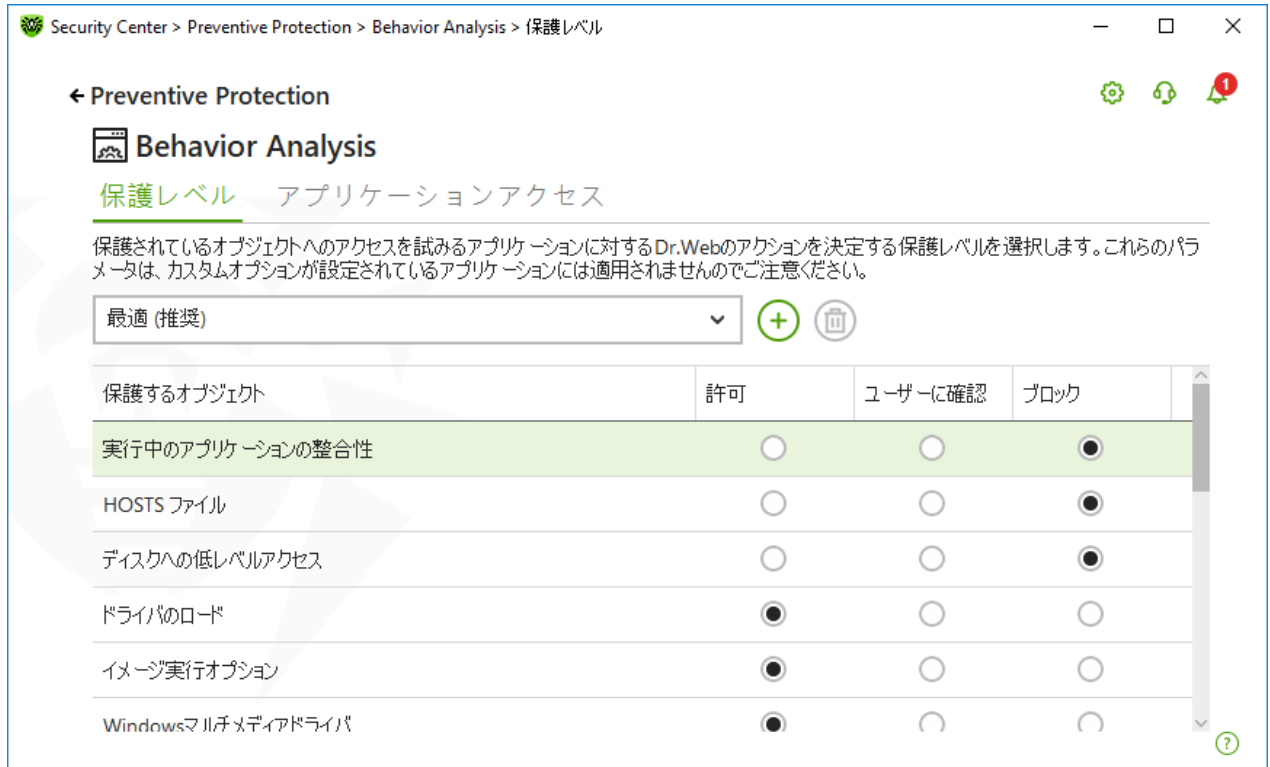 Security Center > Preventive Protection > Behavior Analysis > 保護レベル
Preventive Protection
1
Behavior Analysis
保護レベル アプリケーションアクセス
保護されているオブジェクトへのアクセスを試みるアプリケーションに対するDr.Webのアクションを決定する保護レベルを選択します。これらのパラ
メータは、カスタムオプションが設定されているアプリケーションには適用されませんのでご注意ください。
最適 (推奨)
保護するオブジェクト 許可 ユーザーに確認 ブロック
実行中のアプリケーションの整合性
HOSTS ファイル
ディスクへの低レベルアクセス
ドライバのロード
イメージ実行オプション
Windowsマルチメディアドライバ
?